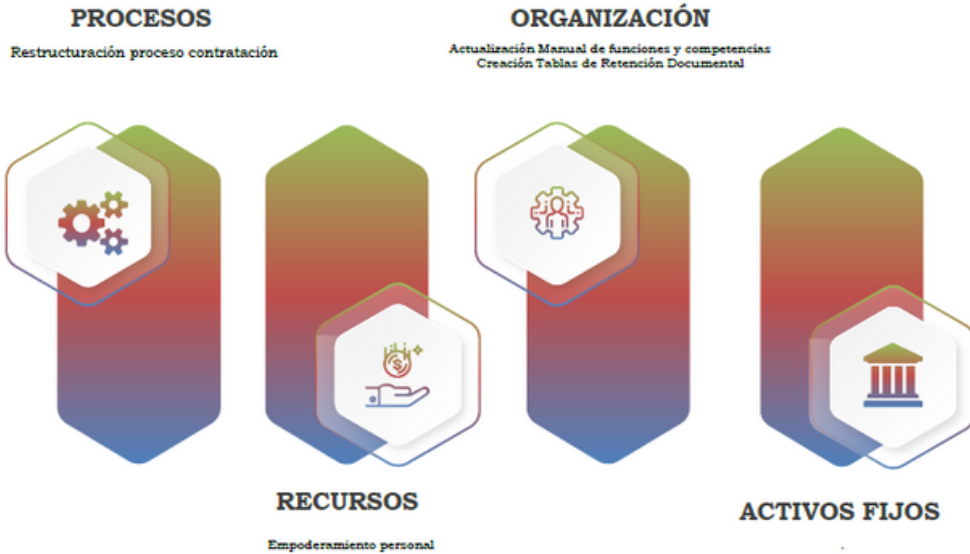 PROCESOS
Restructuración proceso contratación
ORGANIZACIÓN
Actualización Manual de funciones y competencias
Creación Tablas de Retención Documental
$
RECURSOS
Empoderamiento personal
ACTIVOS FIJOS
.